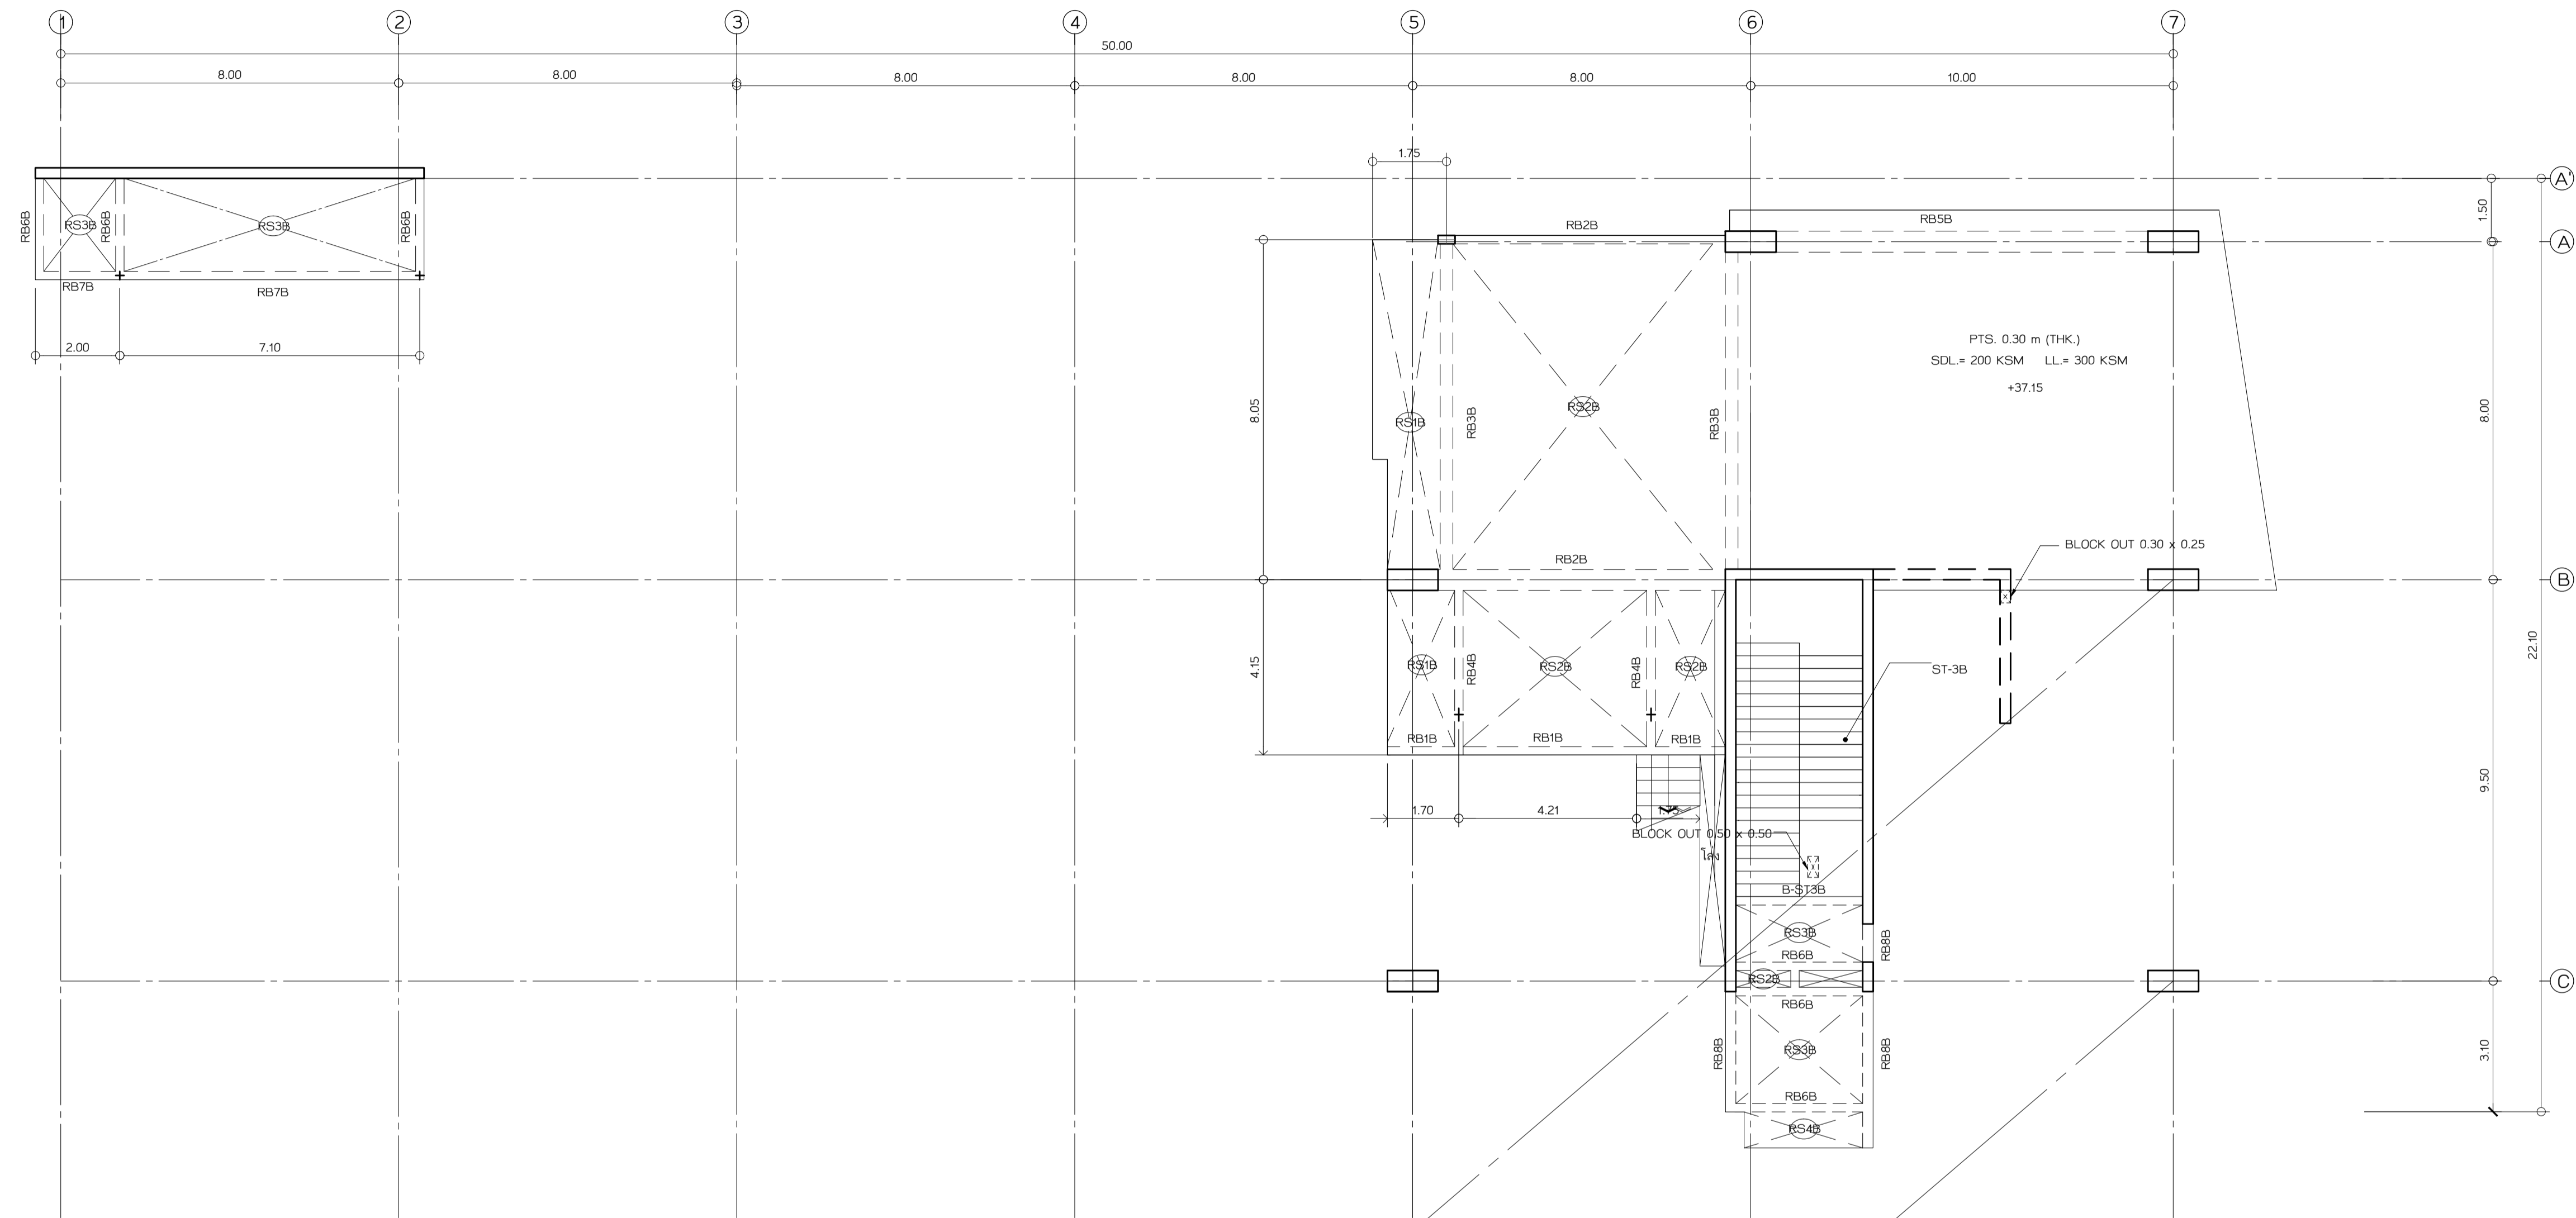 1 2 3 4 5 6 7
50.00
8.00 8.00 8.00 8.00 8.00 10.00
1.75
A'
1.50
RB5B
RB2B
A
RB6B RS3B RB6B RS3B RB6B
RB7B RB7B
2.00 7.10
PTS. 0.30 m (THK.)
SDL.= 200 KSM LL.= 300 KSM
+37.15
8.05 RS1B RB3B RS2B RB3B 8.00
BLOCK OUT 0.30 x 0.25
RB2B
B
x
22.10
4.15 RS1B RB4B RS2B RB4B RS2B ST-3B
RB1B RB1B RB1B
9.50
1.70 4.21 1.75
BLOCK OUT 0.50 x 0.50
โล่ง
x
B-ST3B
RS3B
RB8B
RB6B
RS2B
C
RB6B
RB8B RS3B RB8B 3.10
RB6B
RS4B